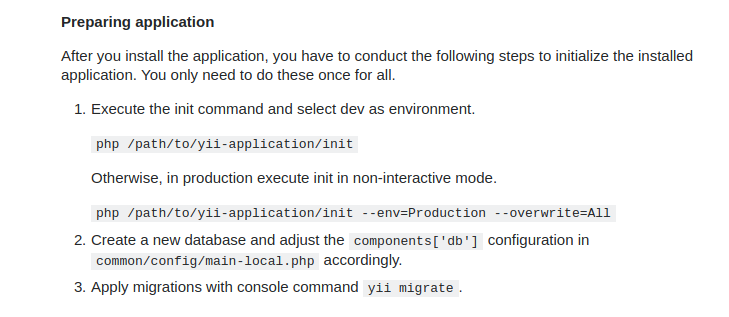 Preparing application
After you install the application, you have to conduct the following steps to initialize the installed
application. You only need to do these once for all.
1. Execute the init command and select dev as environment.
php /path/to/yii-application/init
Otherwise, in production execute init in non-interactive mode.
php /path/to/yii-application/init --env=Production --overwrite=All
2. Create a new database and adjust the components['db'] configuration in
common/config/main-local.php accordingly.
3. Apply migrations with console command yii migrate.